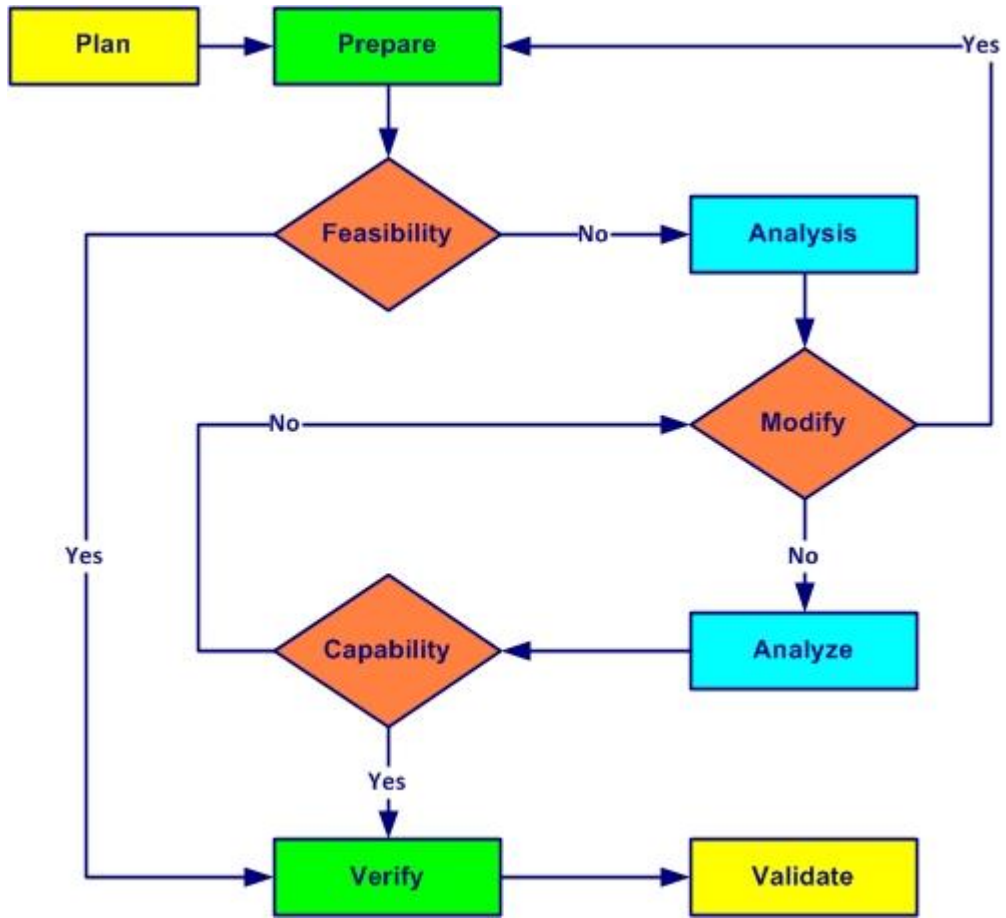 Plan
Prepare
Yes
Feasibility
No
Analysis
No
Modify
Yes
No
Capability
Analyze
Yes
Verify
Validate